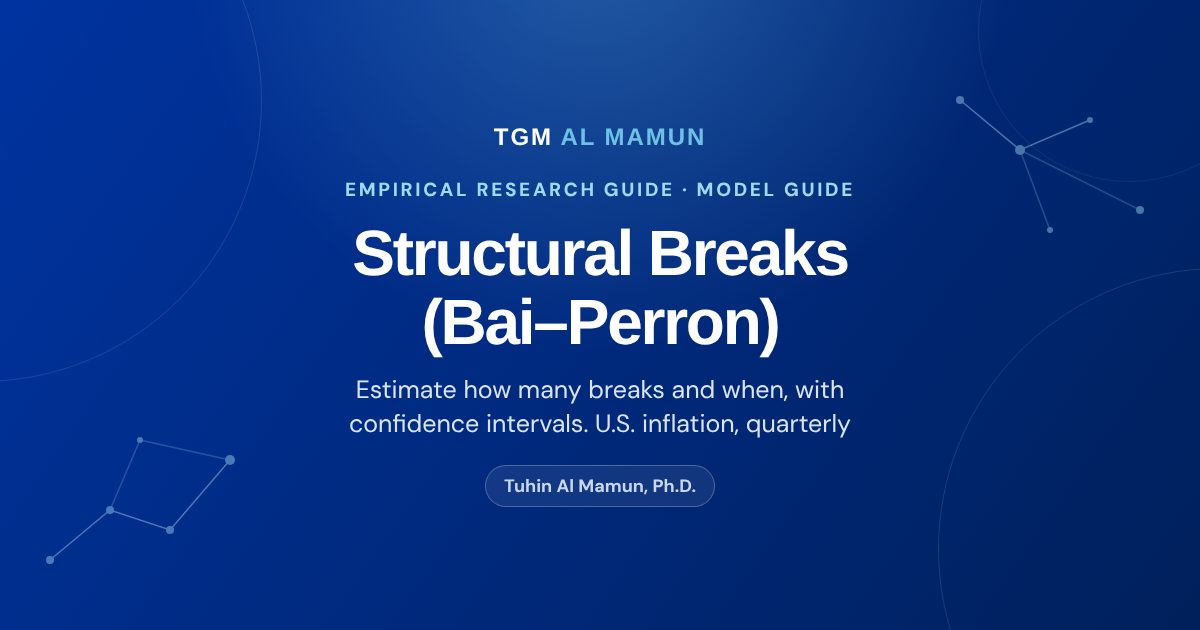 TGM AL MAMUN
EMPIRICAL RESEARCH GUIDE · MODEL GUIDE
Structural Breaks
(Bai–Perron)
Estimate how many breaks and when, with
confidence intervals. U.S. inflation, quarterly
Tuhin Al Mamun, Ph.D.